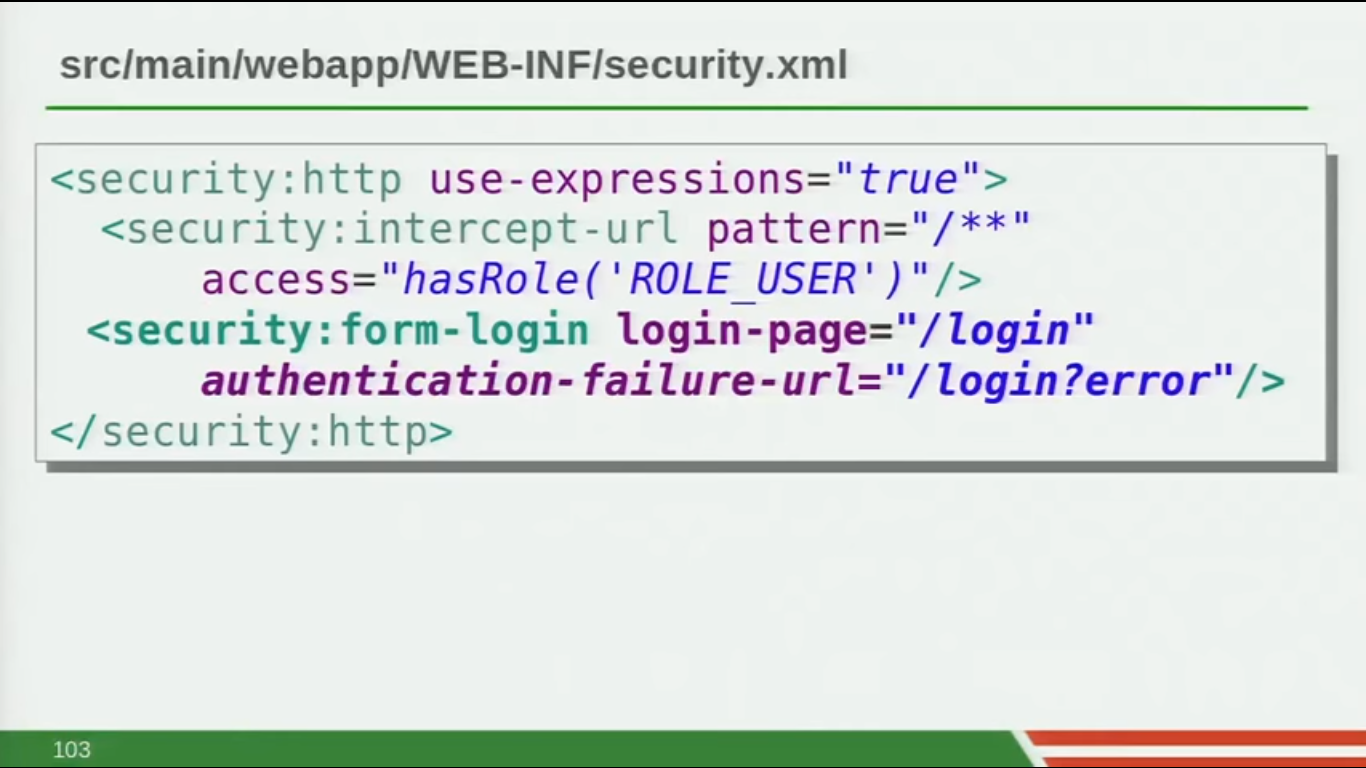 src/main/webapp/WEB-INF/security.xml
<security:http use-expressions="true">
<security:intercept-url pattern="/**"
access="hasRole('ROLE_USER')"/>
<security:form-login login-page="/login"
authentication-failure-url="/login?error"/>
</security:http>
103